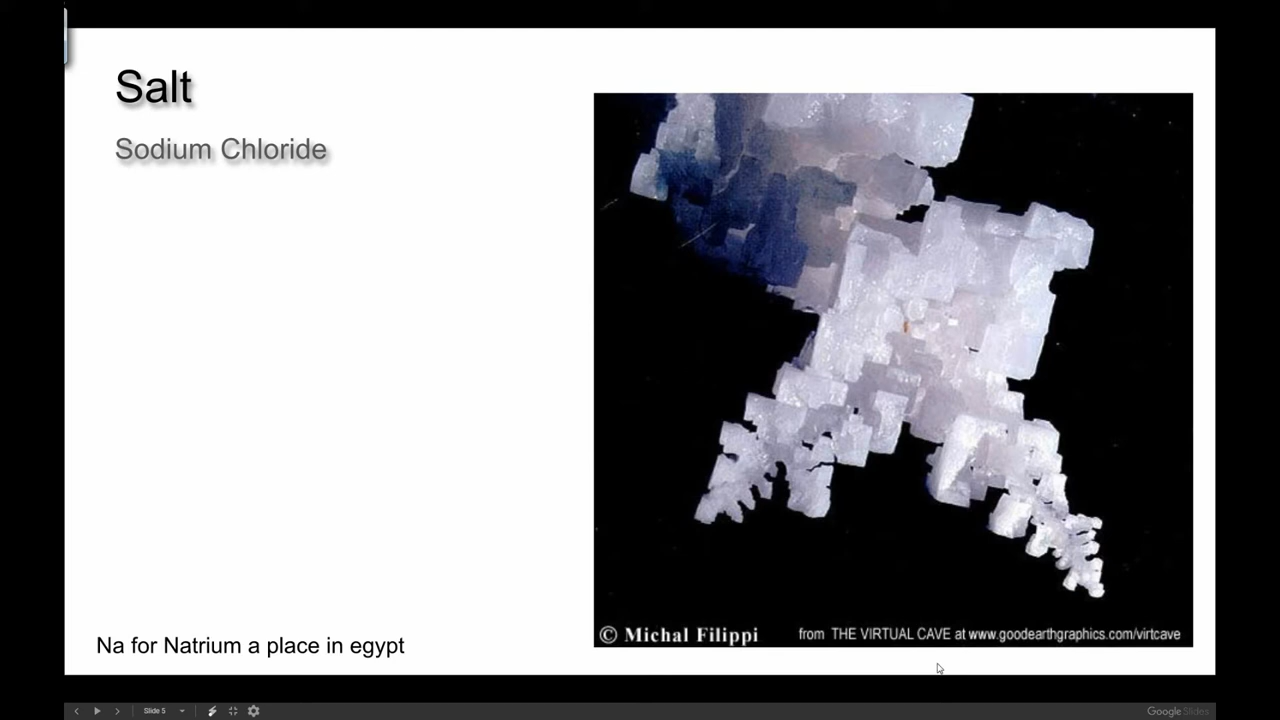 Salt
Sodium Chloride
Na for Natrium a place in egypt
© Michal Filippi
from THE VIRTUAL CAVE at www.goodearthgraphics.com/virtcave
Slide 5
Google Slides